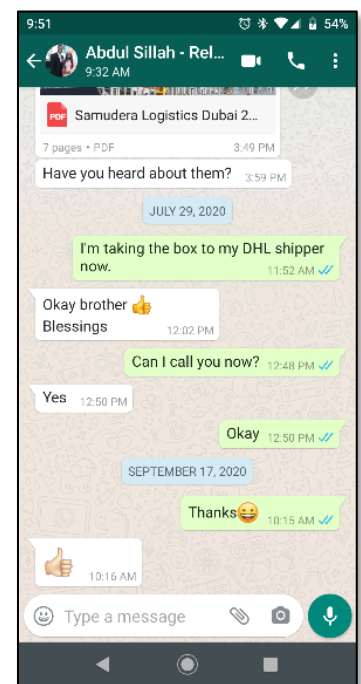 9:51 54%
Abdul Sillah - Rel...
9:32 AM
PDF Samudera Logistics Dubai 2...
7 pages • PDF 3:49 PM
Have you heard about them? 3:59 PM
JULY 29, 2020
I'm taking the box to my DHL shipper
now. 11:52 AM
Okay brother 👍
Blessings 12:02 PM
Can I call you now? 12:48 PM
Yes 12:50 PM
Okay 12:50 PM
SEPTEMBER 17, 2020
Thanks😀 10:15 AM
👍🏻
10:16 AM
Type a message